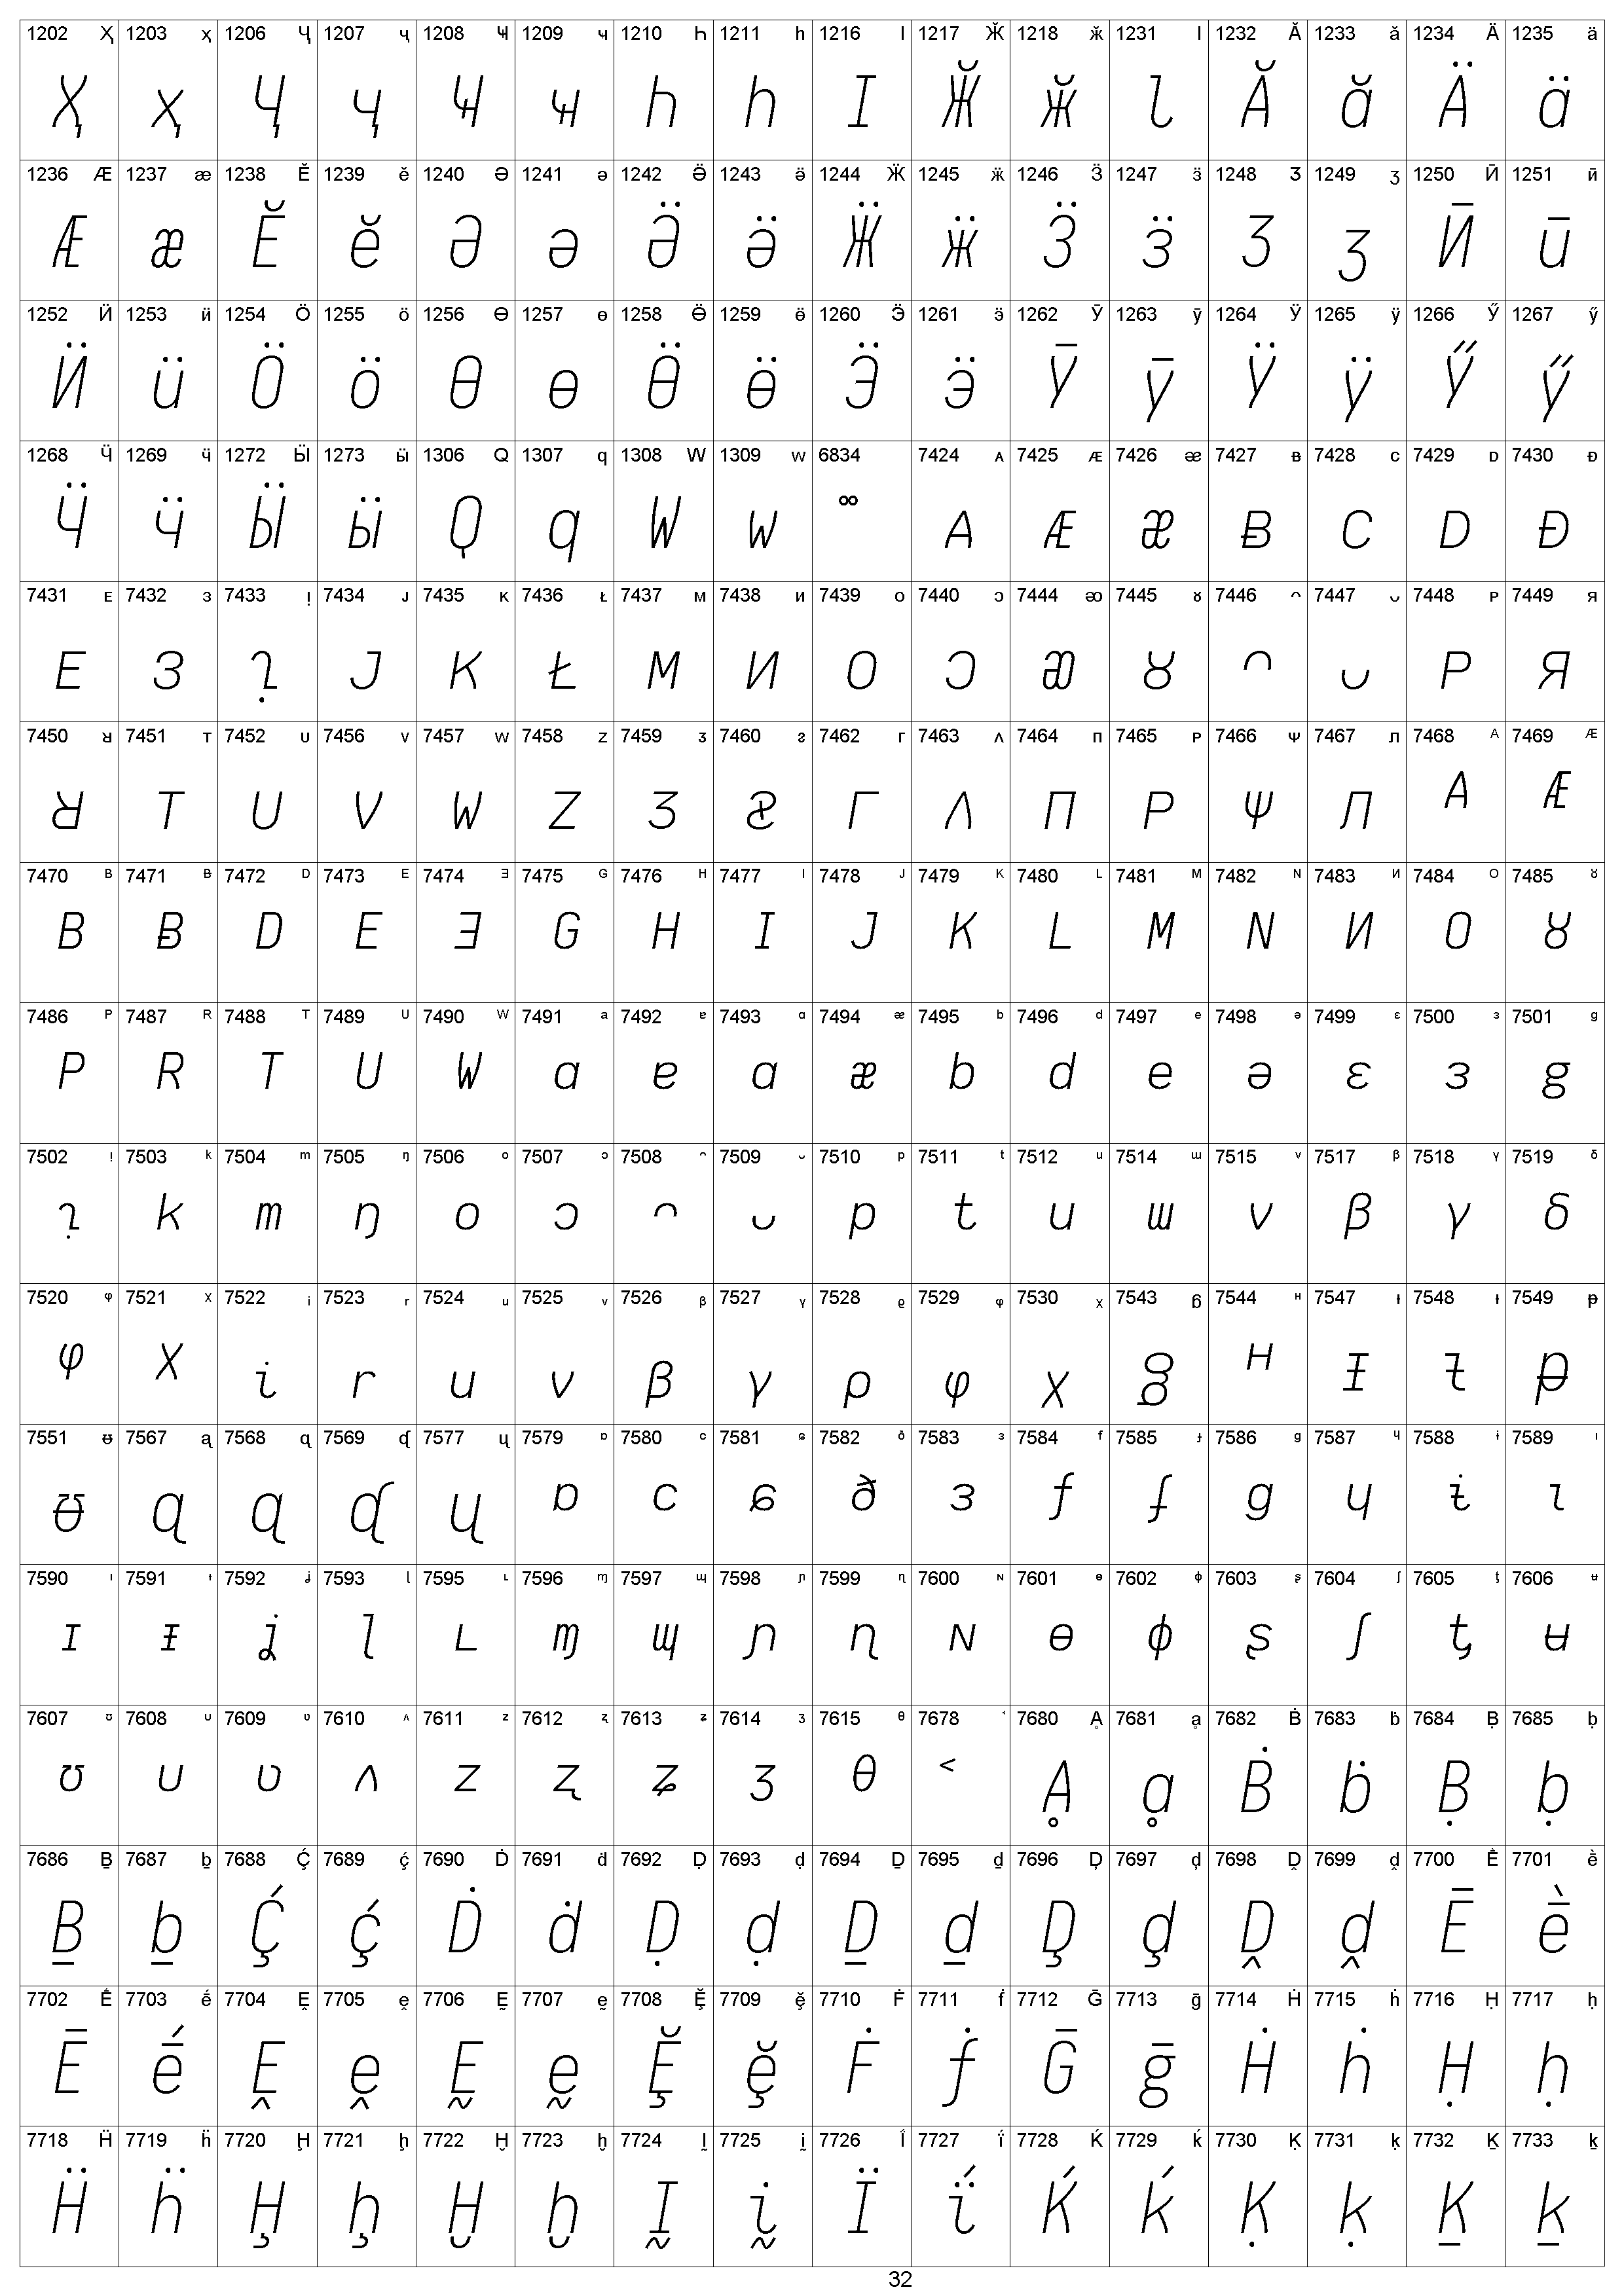 1202 Ҳ 1203 ҳ 1206 Ӌ 1207 ӌ 1208 Ҹ 1209 ҹ 1210 Һ 1211 һ 1216 Ӏ 1217 Ӂ 1218 ӂ 1231 ӏ 1232 Ӑ 1233 ӑ 1234 Ӓ 1235 ӓ
Ҳ ҳ Ӌ ӌ Ҹ ҹ һ һ Ӏ Ӂ ӂ l Ӑ ӑ Ӓ ӓ
1236 Ӕ 1237 ӕ 1238 Ӗ 1239 ӗ 1240 Ә 1241 ә 1242 Ӛ 1243 ӛ 1244 Ӝ 1245 ӝ 1246 Ӟ 1247 ӟ 1248 Ӡ 1249 ӡ 1250 Ӣ 1251 ӣ
Ӕ ӕ Ӗ ӗ Ә ә Ӛ ӛ Ӝ ӝ Ӟ ӟ Ӡ ӡ Ӣ ū
1252 Ӥ 1253 ӥ 1254 Ӧ 1255 ӧ 1256 Ө 1257 ө 1258 Ӫ 1259 ӫ 1260 Ӭ 1261 ӭ 1262 Ӯ 1263 ӯ 1264 Ӱ 1265 ӱ 1266 Ӳ 1267 ӳ
Ӥ ü Ӧ ӧ Ө ө Ӫ ӫ Ӭ ӭ Ӯ ӯ Ӱ ӱ Ӳ ӳ
1268 Ӵ 1269 ӵ 1272 Ӹ 1273 ӹ 1306 Q 1307 q 1308 W 1309 w 6834 7424 ᴀ 7425 ᴁ 7426 ᴂ 7427 ᴃ 7428 ᴄ 7429 ᴅ 7430 ᴆ
Ӵ ӵ Ӹ ӹ Q q W w ∞ ᴀ ᴁ ᴂ ᴃ ᴄ ᴅ ᴆ
7431 ᴇ 7432 ᴈ 7433 ᴉ 7434 ᴊ 7435 ᴋ 7436 ᴌ 7437 ᴍ 7438 ᴎ 7439 ᴏ 7440 ᴐ 7444 ᴔ 7445 ᴕ 7446 ᴖ 7447 ᴗ 7448 ᴘ 7449 ᴙ
ᴇ ᴈ ᴉ ᴊ ᴋ ᴌ ᴍ ᴎ ᴏ ᴐ ᴔ ᴕ ᴖ ᴗ ᴘ ᴙ
7450 ᴚ 7451 ᴛ 7452 ᴜ 7456 ᴠ 7457 ᴡ 7458 ᴢ 7459 ᴣ 7460 ᴤ 7462 ᴦ 7463 ᴧ 7464 ᴨ 7465 ᴩ 7466 ᴪ 7467 ᴫ 7468 ᴬ 7469 ᴭ
ᴚ ᴛ ᴜ ᴠ ᴡ ᴢ ᴣ ᴤ ᴦ ᴧ ᴨ ᴩ ᴪ ᴫ ᴬ ᴭ
7470 ᴮ 7471 ᴯ 7472 ᴰ 7473 ᴱ 7474 ᴲ 7475 ᴳ 7476 ᴴ 7477 ᴵ 7478 ᴶ 7479 ᴷ 7480 ᴸ 7481 ᴹ 7482 ᴺ 7483 ᴻ 7484 ᴼ 7485 ᴽ
ᴮ ᴯ ᴰ ᴱ ᴲ ᴳ ᴴ ᴵ ᴶ ᴷ ᴸ ᴹ ᴺ ᴻ ᴼ ᴽ
7486 ᴾ 7487 ᴿ 7488 ᵀ 7489 ᵁ 7490 ᵂ 7491 ᵃ 7492 ᵄ 7493 ᵅ 7494 ᵆ 7495 ᵇ 7496 ᵈ 7497 ᵉ 7498 ᵊ 7499 ᵋ 7500 ᵌ 7501 ᵍ
ᴾ ᴿ ᵀ ᵁ ᵂ ᵃ ᵄ ᵅ ᵆ ᵇ ᵈ ᵉ ᵊ ᵋ ᵌ ᵍ
7502 ᵎ 7503 ᵏ 7504 ᵐ 7505 ᵑ 7506 ᵒ 7507 ᵓ 7508 ᵔ 7509 ᵕ 7510 ᵖ 7511 ᵗ 7512 ᵘ 7514 ᵚ 7515 ᵛ 7517 ᵝ 7518 ᵞ 7519 ᵟ
ᵎ ᵏ ᵐ ᵑ ᵒ ᵓ ᵔ ᵕ ᵖ ᵗ ᵘ ᵚ ᵛ ᵝ ᵞ ᵟ
7520 ᵠ 7521 ᵡ 7522 ᵢ 7523 ᵣ 7524 ᵤ 7525 ᵥ 7526 ᵦ 7527 ᵧ 7528 ᵨ 7529 ᵩ 7530 ᵪ 7543 ᵷ 7544 ᵸ 7547 ᵻ 7548 ᵼ 7549 ᵽ
ᵠ ᵡ ᵢ ᵣ ᵤ ᵥ ᵦ ᵧ ᵨ ᵩ ᵪ ᵷ ᵸ ᵻ ᵼ ᵽ
7551 ᵿ 7567 ᶏ 7568 ᶐ 7569 ᶑ 7577 ᶙ 7579 ᶛ 7580 ᶜ 7581 ᶝ 7582 ᶞ 7583 ᶟ 7584 ᶠ 7585 ᶡ 7586 ᶢ 7587 ᶣ 7588 ᶤ 7589 ᶥ
ᵿ ᶏ ᶐ ᶑ ᶙ ᶛ ᶜ ᶝ ᶞ ᶟ ᶠ ᶡ ᶢ ᶣ ᶤ ᶥ
7590 ᶦ 7591 ᶧ 7592 ᶨ 7593 ᶩ 7595 ᶫ 7596 ᶬ 7597 ᶭ 7598 ᶮ 7599 ᶯ 7600 ᶰ 7601 ᶱ 7602 ᶲ 7603 ᶳ 7604 ᶴ 7605 ᶵ 7606 ᶶ
ᶦ ᶧ ᶨ ᶩ ᶫ ᶬ ᶭ ᶮ ᶯ ᶰ ᶱ ᶲ ᶳ ᶴ ᶵ ᶶ
7607 ᶷ 7608 ᶸ 7609 ᶹ 7610 ᶺ 7611 ᶻ 7612 ᶼ 7613 ᶽ 7614 ᶾ 7615 ᶿ 7678 ᷾ 7680 Ḁ 7681 ḁ 7682 Ḃ 7683 ḃ 7684 Ḅ 7685 ḅ
ᶷ ᶸ ᶹ ᶺ ᶻ ᶼ ᶽ ᶾ ᶿ ᷾ Ḁ ḁ Ḃ ḃ Ḅ ḅ
7686 Ḇ 7687 ḇ 7688 Ḉ 7689 ḉ 7690 Ḋ 7691 ḋ 7692 Ḍ 7693 ḍ 7694 Ḏ 7695 ḏ 7696 Ḑ 7697 ḑ 7698 Ḓ 7699 ḓ 7700 Ḕ 7701 ḕ
Ḇ ḇ Ḉ ḉ Ḋ ḋ Ḍ ḍ Ḏ ḏ Ḑ ḑ Ḓ ḓ Ē ḕ
7702 Ḗ 7703 ḗ 7704 Ḙ 7705 ḙ 7706 Ḛ 7707 ḛ 7708 Ḝ 7709 ḝ 7710 Ḟ 7711 ḟ 7712 Ḡ 7713 ḡ 7714 Ḣ 7715 ḣ 7716 Ḥ 7717 ḥ
Ē ḗ Ḙ ḙ Ḛ ḛ Ḝ ḝ Ḟ ḟ Ḡ ḡ Ḣ ḣ Ḥ ḥ
7718 Ḧ 7719 ḧ 7720 Ḩ 7721 ḩ 7722 Ḫ 7723 ḫ 7724 Ḭ 7725 ḭ 7726 Ḯ 7727 ḯ 7728 Ḱ 7729 ḱ 7730 Ḳ 7731 ḳ 7732 Ḵ 7733 ḵ
Ḧ ḧ Ḩ ḩ Ḫ ḫ Ḭ ḭ Ï ḯ Ḱ ḱ Ḳ ḳ Ḵ ḵ
32